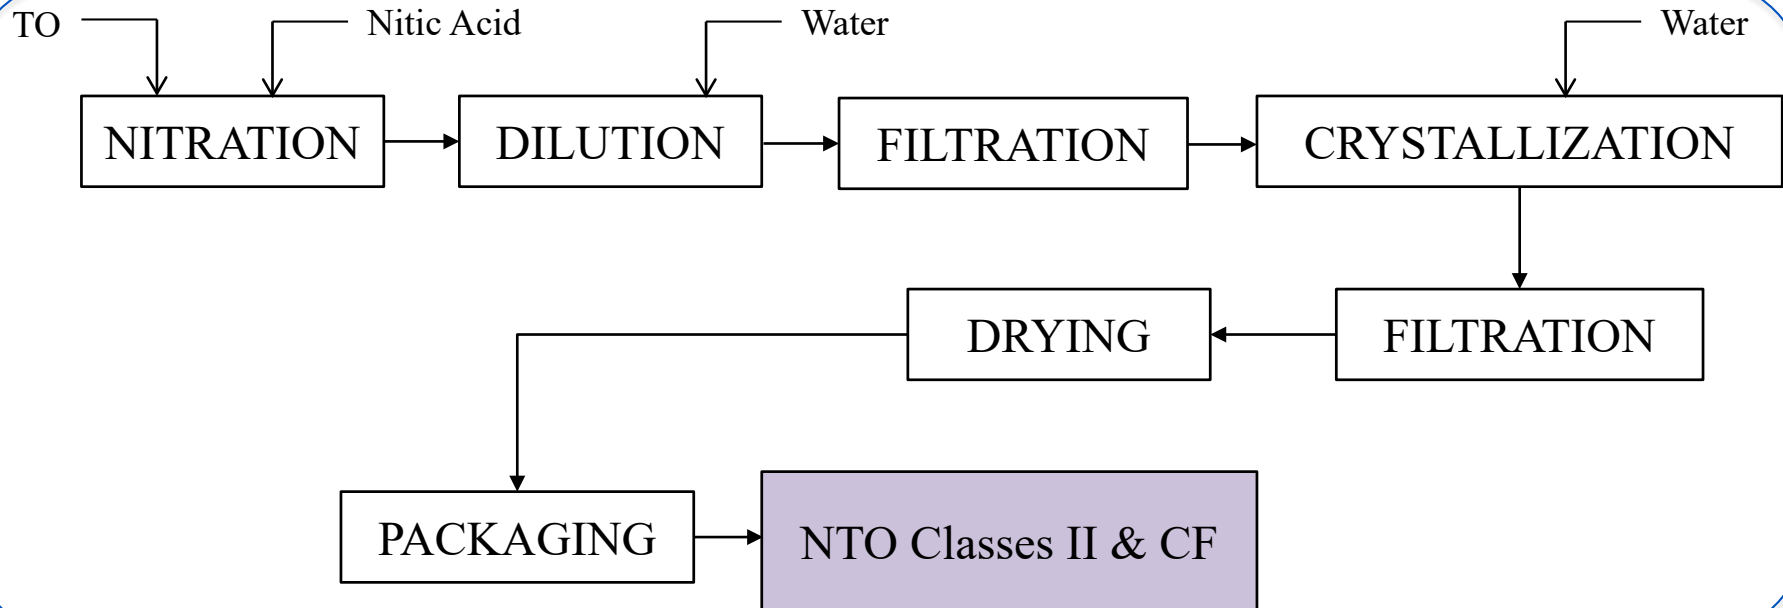 TO
Nitic Acid
Water
Water
NITRATION
DILUTION
FILTRATION
CRYSTALLIZATION
DRYING
FILTRATION
PACKAGING
NTO Classes II & CF